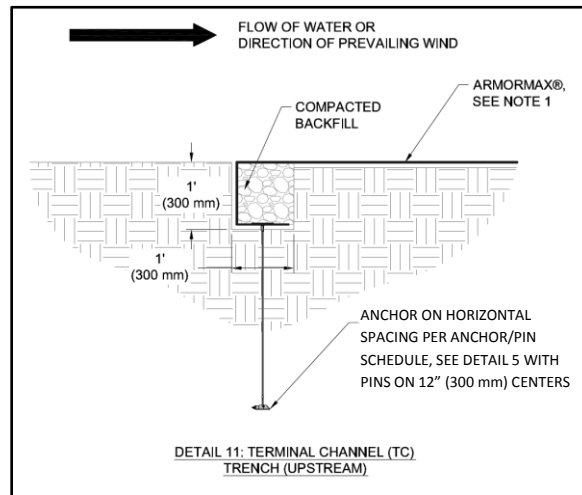 FLOW OF WATER OR
DIRECTION OF PREVAILING WIND
ARMORMAX®,
SEE NOTE 1
COMPACTED
BACKFILL
1'
(300 mm)
1'
(300 mm)
ANCHOR ON HORIZONTAL
SPACING PER ANCHOR/PIN
SCHEDULE, SEE DETAIL 5 WITH
PINS ON 12" (300 mm) CENTERS
DETAIL 11: TERMINAL CHANNEL (TC)
TRENCH (UPSTREAM)